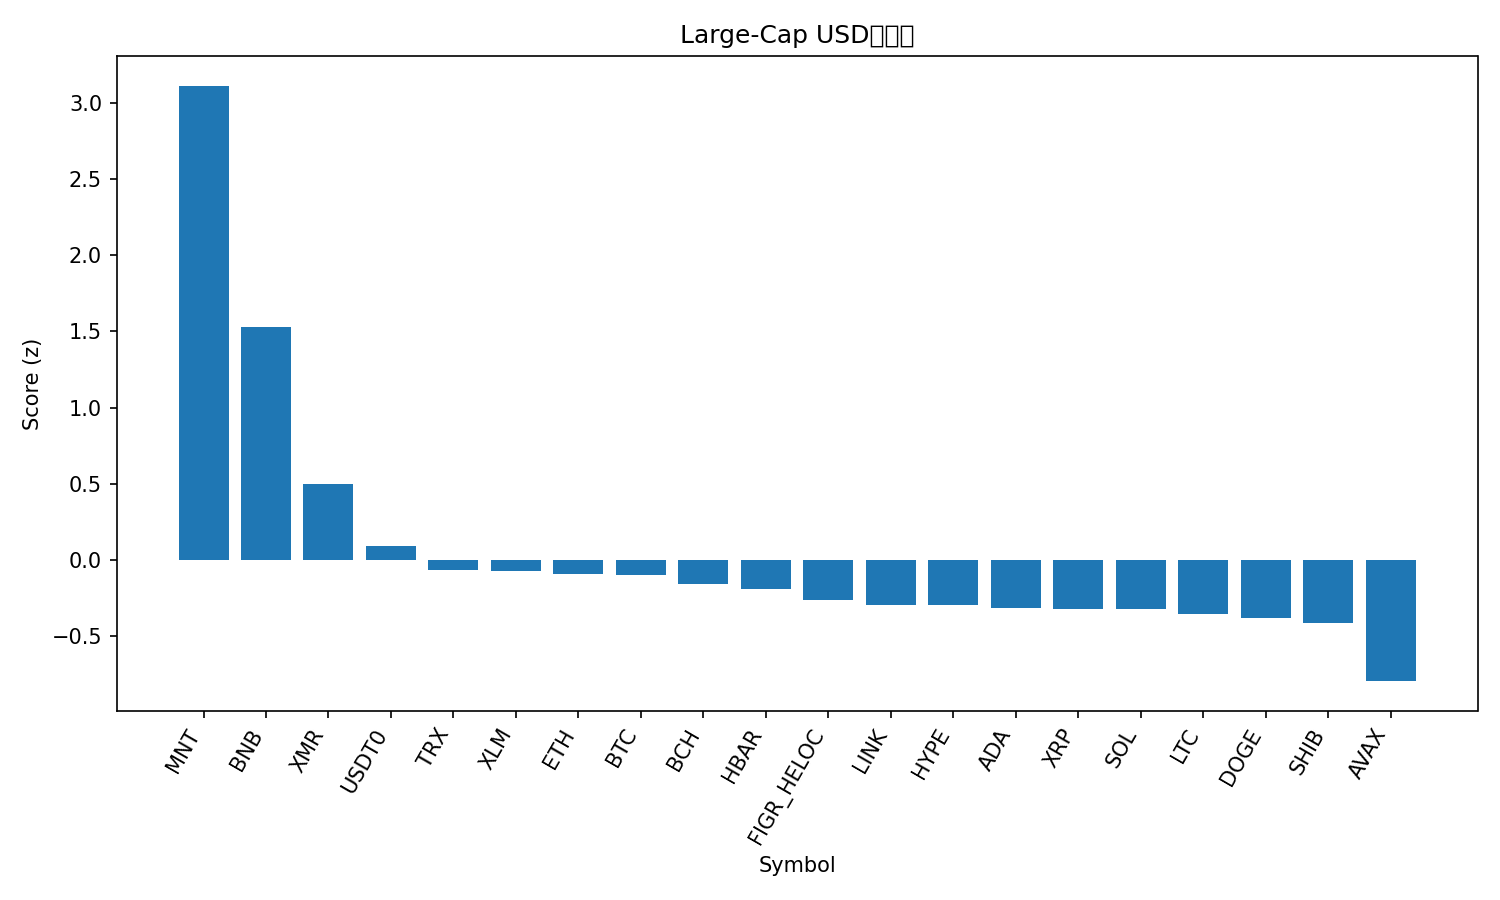 Large-Cap USD
Score (z)
3.0
2.5
2.0
1.5
1.0
0.5
0.0
−0.5
MNT
BNB
XMR
USDT0
TRX
XLM
ETH
BTC
BCH
HBAR
FIGR_HELOC
LINK
HYPE
ADA
XRP
SOL
LTC
DOGE
SHIB
AVAX
Symbol